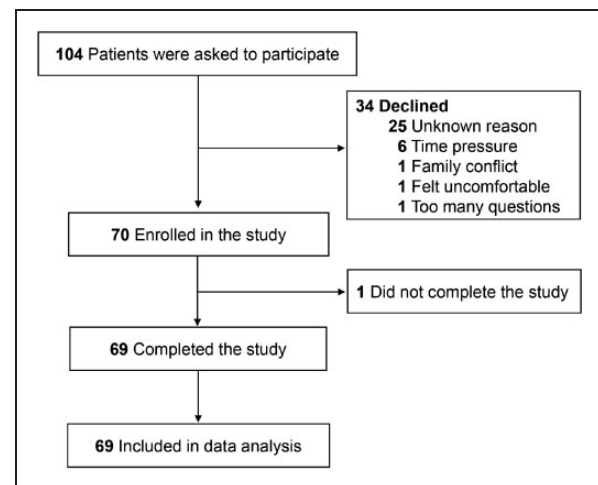 104 Patients were asked to participate
34 Declined
25 Unknown reason
6 Time pressure
1 Family conflict
1 Felt uncomfortable
1 Too many questions
70 Enrolled in the study
1 Did not complete the study
69 Completed the study
69 Included in data analysis